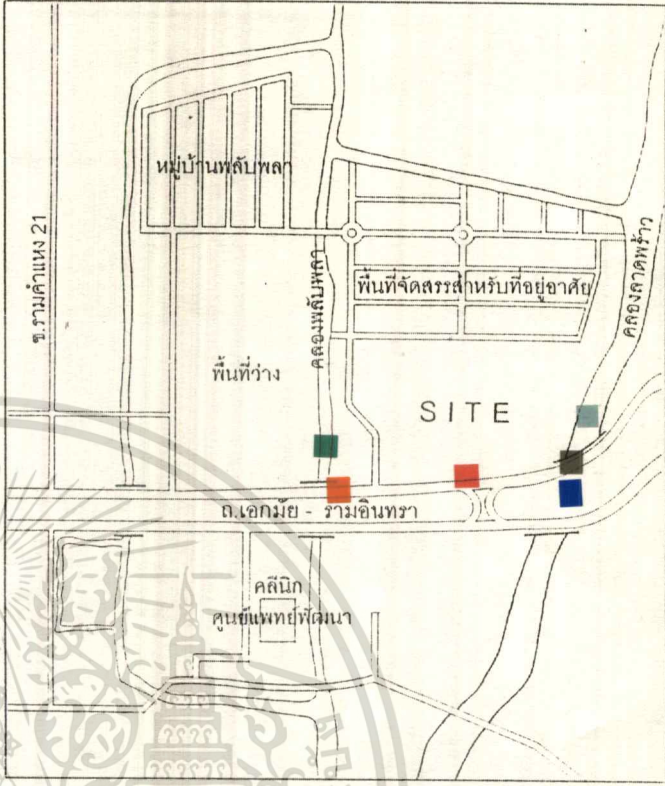 หมู่บ้านพลับพลา
ซ.รามคำแหง 21
คลองพลับพลา
พื้นที่จัดสรรสำหรับที่อยู่อาศัย
คลองลาดพร้าว
พื้นที่ว่าง
SITE
ถ.เอกมัย - รามอินทรา
คลีนิก
ศูนย์แพทย์พัฒนา